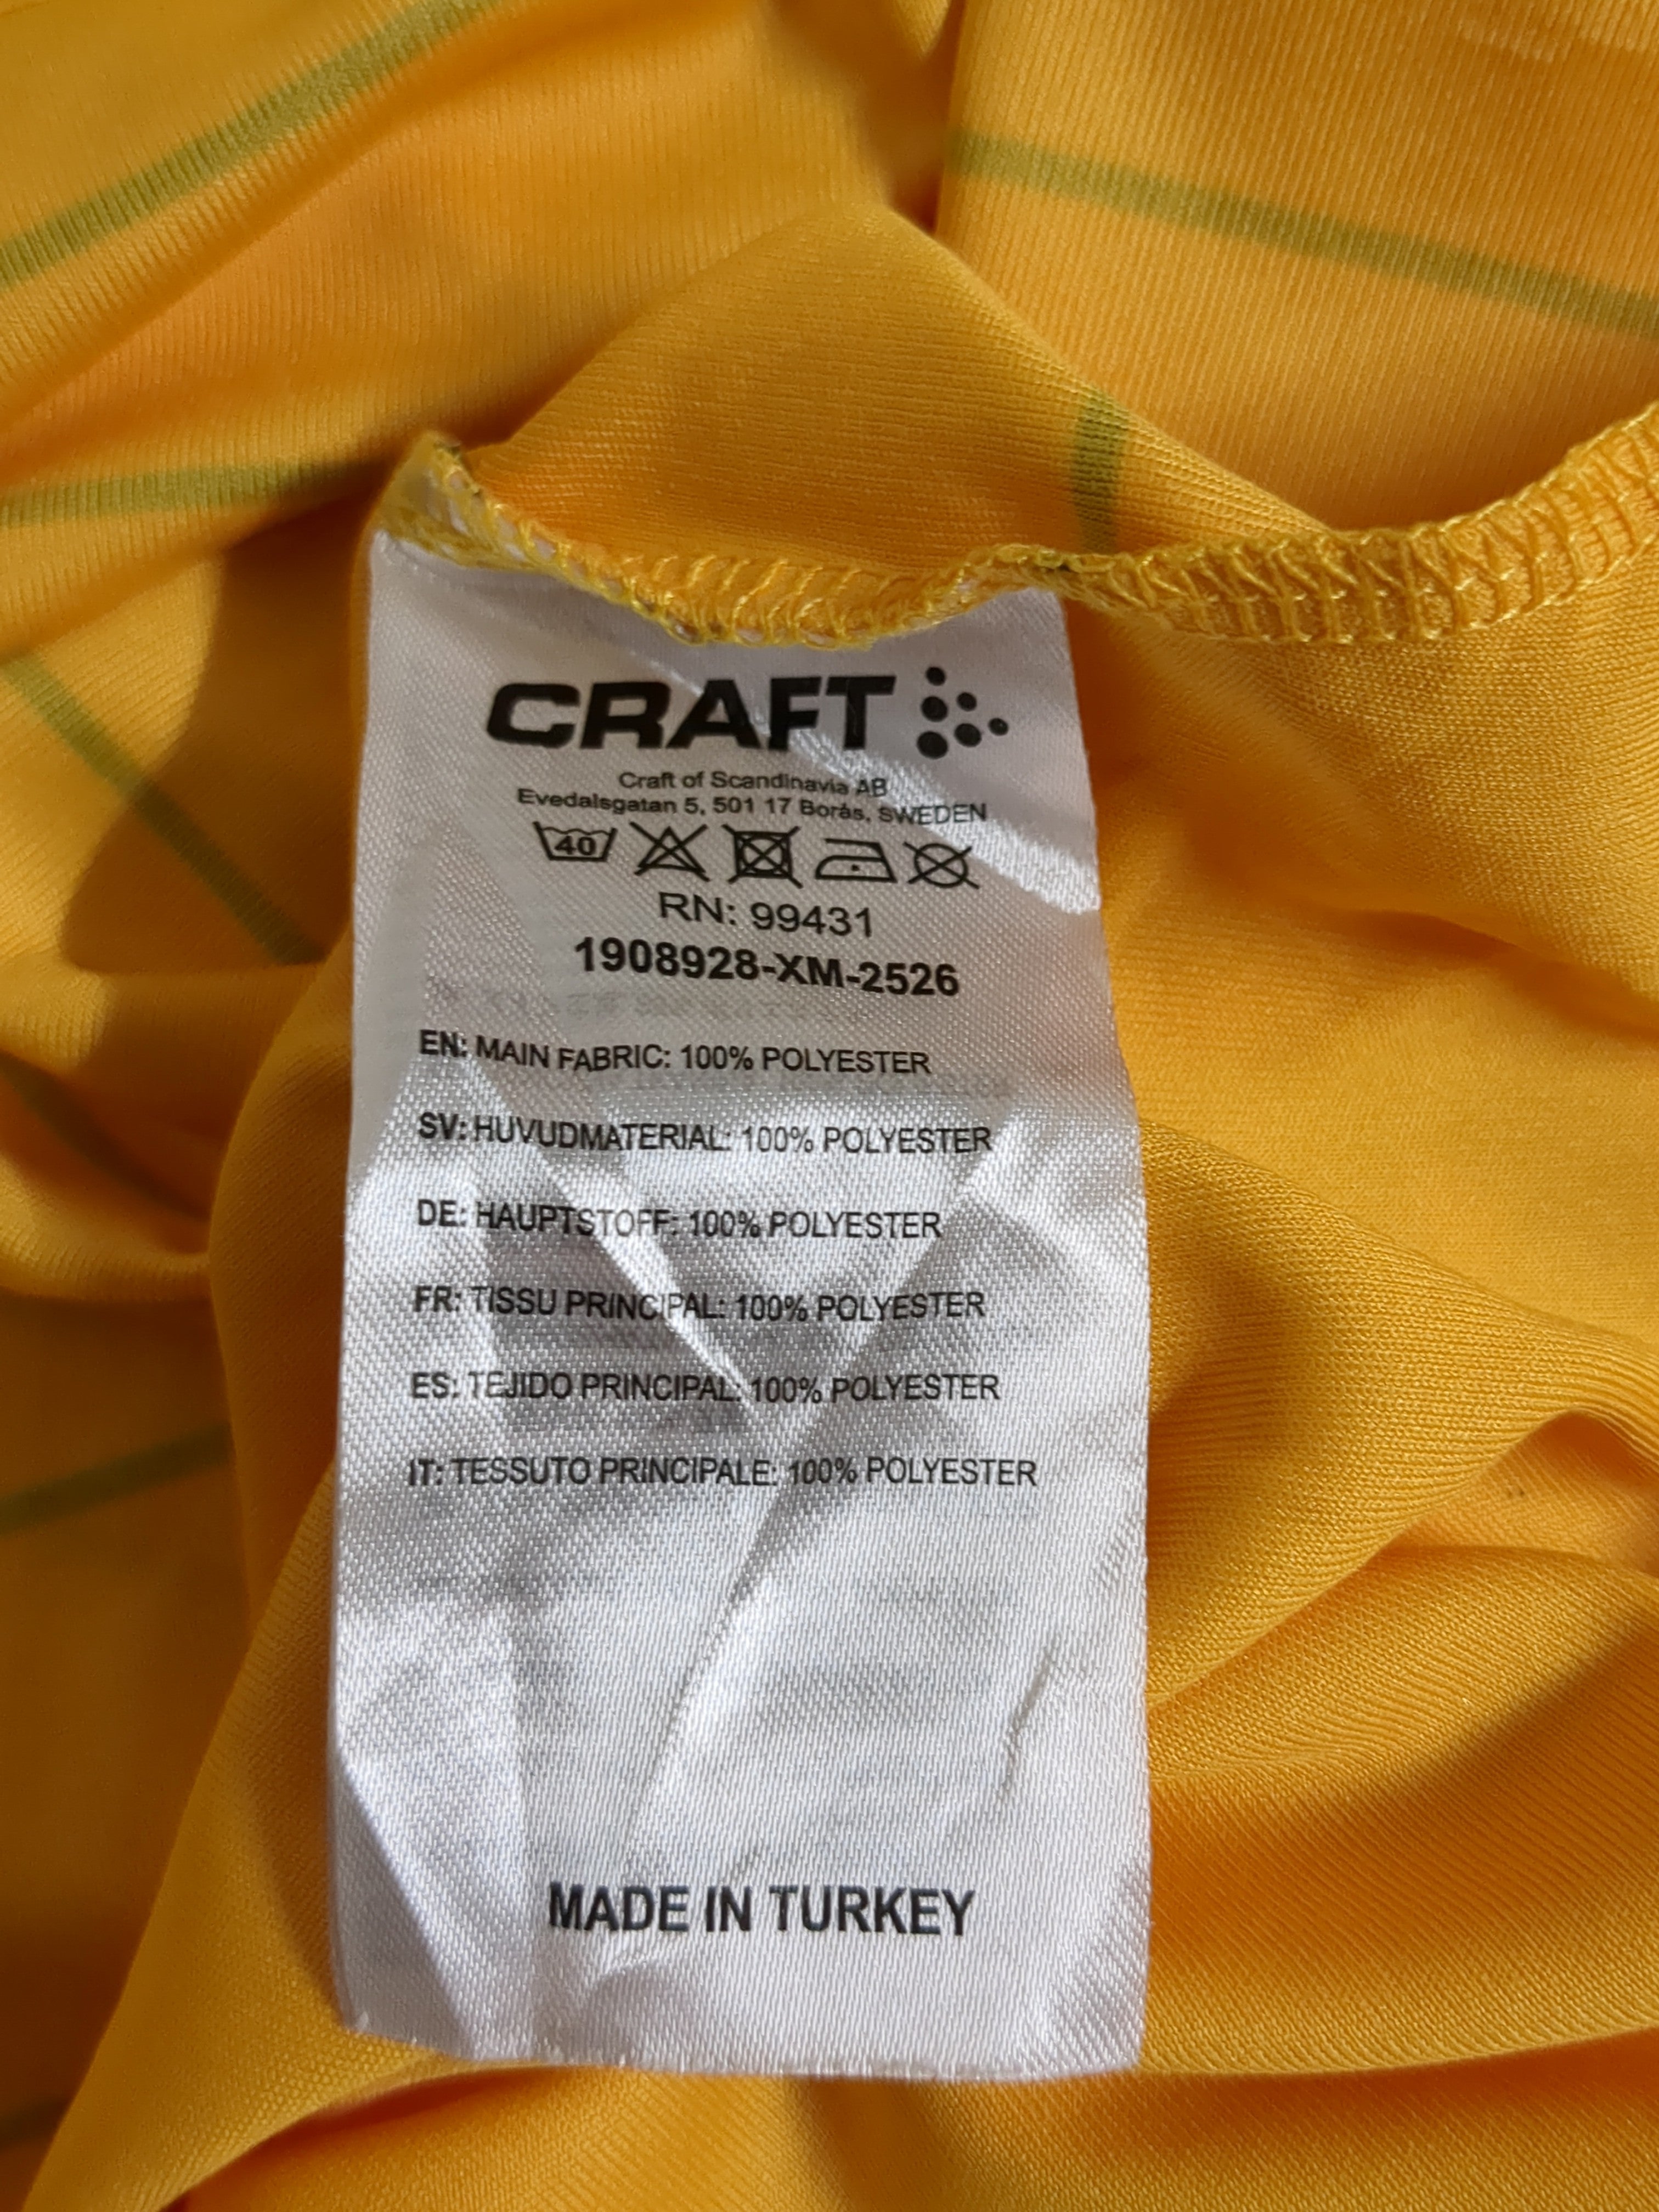 CRAFT
Craft of Scandinavia AB
Evedalsgatan 5, 501 17 Borås, SWEDEN
40
RN: 99431
1908928-XM-2526
EN: MAIN FABRIC: 100% POLYESTER
SV: HUVUDMATERIAL: 100% POLYESTER
DE: HAUPTSTOFF: 100% POLYESTER
FR: TISSU PRINCIPAL: 100% POLYESTER
ES: TEJIDO PRINCIPAL: 100% POLYESTER
IT: TESSUTO PRINCIPALE: 100% POLYESTER
MADE IN TURKEY